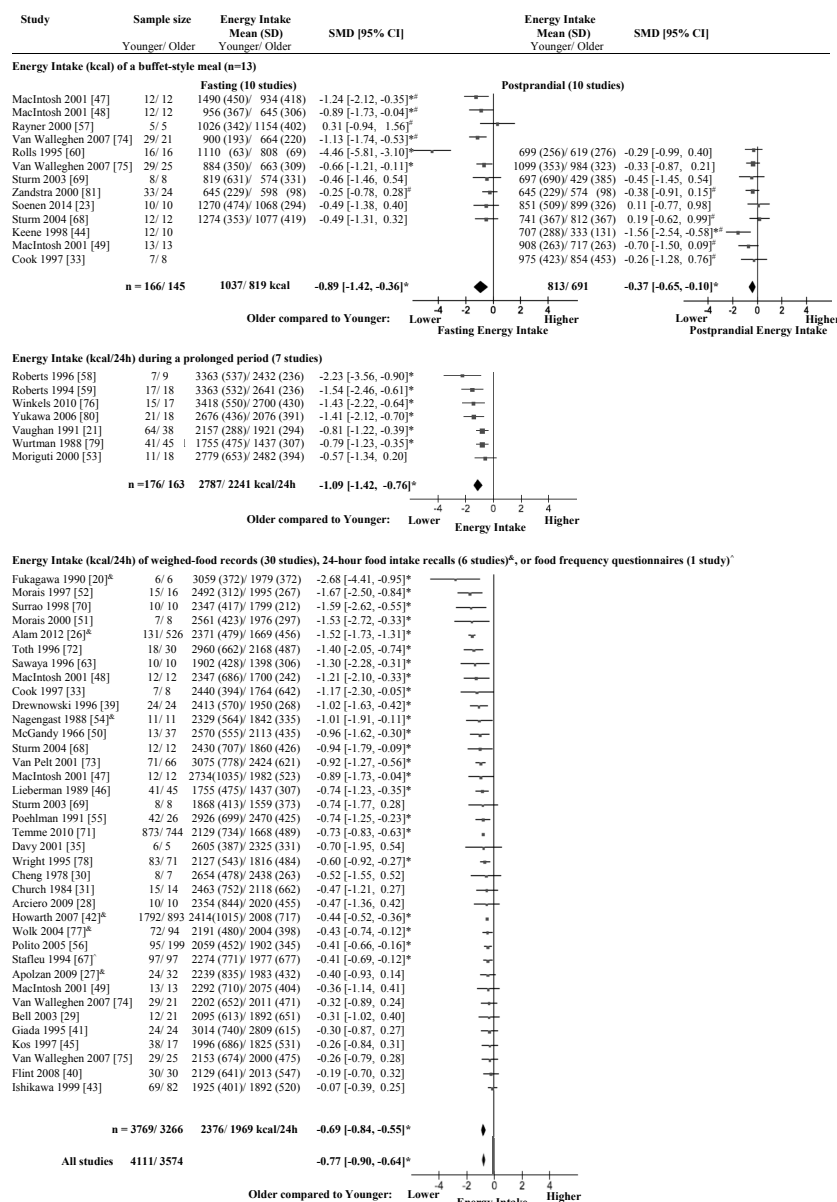 Study Sample size Energy Intake SMD [95% CI] Energy Intake SMD [95% CI]
Mean (SD) Mean (SD)
Younger/ Older Younger/ Older Younger/ Older
Energy Intake (kcal) of a buffet-style meal (n=13)
Fasting (10 studies) Postprandial (10 studies)
MacIntosh 2001 [47] 12/ 12 1490 (450)/ 934 (418) -1.24 [-2.12, -0.35]*#
MacIntosh 2001 [48] 12/ 12 956 (367)/ 645 (306) -0.89 [-1.73, -0.04]*#
Rayner 2000 [57] 5/ 5 1026 (342)/ 1154 (402) 0.31 [-0.94, 1.56]#
Van Walleghen 2007 [74] 29/ 21 900 (193) / 664 (220) -1.13 [-1.74, -0.53]*#
Rolls 1995 [60] 16/ 16 1110 (63)/ 808 (69) -4.46 [-5.81, -3.10]*# 699 (256)/ 619 (276) -0.29 [-0.99, 0.40]
Van Walleghen 2007 [75] 29/ 25 884 (350)/ 663 (309) -0.66 [-1.21, -0.11]* 1099 (353)/ 984 (323) -0.33 [-0.87, 0.21]
Sturm 2003 [69] 8/ 8 819 (631)/ 574 (331) -0.46 [-1.46, 0.54] 697 (690)/ 429 (385) -0.45 [-1.45, 0.54]
Zandstra 2000 [81] 33/ 24 645 (229)/ 598 (98) -0.25 [-0.78, 0.28]# 645 (229)/ 574 (98) -0.38 [-0.91, 0.15]#
Soenen 2014 [23] 10/ 10 1270 (474)/ 1068 (294) -0.49 [-1.38, 0.40] 851 (509)/ 899 (326) 0.11 [-0.77, 0.98]
Sturm 2004 [68] 12/ 12 1274 (353)/ 1077 (419) -0.49 [-1.31, 0.32] 741 (367)/ 812 (367) 0.19 [-0.62, 0.99]#
Keene 1998 [44] 12/ 10 707 (288)/ 333 (131) -1.56 [-2.54, -0.58]*#
MacIntosh 2001 [49] 13/ 13 908 (263)/ 717 (263) -0.70 [-1.50, 0.09]#
Cook 1997 [33] 7/ 8 975 (423)/ 854 (453) -0.26 [-1.28, 0.76]#
n = 166/ 145 1037/ 819 kcal -0.89 [-1.42, -0.36]* 813/ 691 -0.37 [-0.65, -0.10]*
-4 -2 0 2 4 -4 -2 0 2 4
Older compared to Younger: Lower Higher Lower Higher
Fasting Energy Intake Postprandial Energy Intake
Energy Intake (kcal/24h) during a prolonged period (7 studies)
Roberts 1996 [58] 7/ 9 3363 (537)/ 2432 (236) -2.23 [-3.56, -0.90]*
Roberts 1994 [59] 17/ 18 3363 (532)/ 2641 (236) -1.54 [-2.46, -0.61]*
Winkels 2010 [76] 15/ 17 3418 (550)/ 2700 (430) -1.43 [-2.22, -0.64]*
Yukawa 2006 [80] 21/ 18 2676 (436)/ 2076 (391) -1.41 [-2.12, -0.70]*
Vaughan 1991 [21] 64/ 38 2157 (288)/ 1921 (294) -0.81 [-1.22, -0.39]*
Wurtman 1988 [79] 41/ 45 1755 (475)/ 1437 (307) -0.79 [-1.23, -0.35]*
Moriguti 2000 [53] 11/ 18 2779 (653)/ 2482 (394) -0.57 [-1.34, 0.20]
n =176/ 163 2787/ 2241 kcal/24h -1.09 [-1.42, -0.76]*
-4 -2 0 2 4
Older compared to Younger: Lower Higher
Energy Intake
Energy Intake (kcal/24h) of weighed-food records (30 studies), 24-hour food intake recalls (6 studies)&, or food frequency questionnaires (1 study)^
Fukagawa 1990 [20]& 6/ 6 3059 (372)/ 1979 (372) -2.68 [-4.41, -0.95]*
Morais 1997 [52] 15/ 16 2492 (312)/ 1995 (267) -1.67 [-2.50, -0.84]*
Surrao 1998 [70] 10/ 10 2347 (417)/ 1799 (212) -1.59 [-2.62, -0.55]*
Morais 2000 [51] 7/ 8 2561 (423)/ 1976 (297) -1.53 [-2.72, -0.33]*
Alam 2012 [26]& 131/ 526 2371 (479)/ 1669 (456) -1.52 [-1.73, -1.31]*
Toth 1996 [72] 18/ 30 2960 (662)/ 2168 (487) -1.40 [-2.05, -0.74]*
Sawaya 1996 [63] 10/ 10 1902 (428)/ 1398 (306) -1.30 [-2.28, -0.31]*
MacIntosh 2001 [48] 12/ 12 2347 (686)/ 1700 (242) -1.21 [-2.10, -0.33]*
Cook 1997 [33] 7/ 8 2440 (394)/ 1764 (642) -1.17 [-2.30, -0.05]*
Drewnowski 1996 [39] 24/ 24 2413 (570)/ 1950 (268) -1.02 [-1.63, -0.42]*
Nagengast 1988 [54]& 11/ 11 2329 (564)/ 1842 (335) -1.01 [-1.91, -0.11]*
McGandy 1966 [50] 13/ 37 2570 (555)/ 2113 (435) -0.96 [-1.62, -0.30]*
Sturm 2004 [68] 12/ 12 2430 (707)/ 1860 (426) -0.94 [-1.79, -0.09]*
Van Pelt 2001 [73] 71/ 66 3075 (778)/ 2424 (621) -0.92 [-1.27, -0.56]*
MacIntosh 2001 [47] 12/ 12 2734(1035)/ 1982 (523) -0.89 [-1.73, -0.04]*
Lieberman 1989 [46] 41/ 45 1755 (475)/ 1437 (307) -0.74 [-1.23, -0.35]*
Sturm 2003 [69] 8/ 8 1868 (413)/ 1559 (373) -0.74 [-1.77, 0.28]
Poehlman 1991 [55] 42/ 26 2926 (699)/ 2470 (425) -0.74 [-1.25, -0.23]*
Temme 2010 [71] 873/ 744 2129 (734)/ 1668 (489) -0.73 [-0.83, -0.63]*
Davy 2001 [35] 6/ 5 2605 (387)/ 2325 (331) -0.70 [-1.95, 0.54]
Wright 1995 [78] 83/ 71 2127 (543)/ 1816 (484) -0.60 [-0.92, -0.27]*
Cheng 1978 [30] 8/ 7 2654 (478)/ 2438 (263) -0.52 [-1.55, 0.52]
Church 1984 [31] 15/ 14 2463 (752)/ 2118 (662) -0.47 [-1.21, 0.27]
Arciero 2009 [28] 10/ 10 2354 (844)/ 2020 (455) -0.47 [-1.36, 0.42]
Howarth 2007 [42]& 1792/ 893 2414(1015)/ 2008 (717) -0.44 [-0.52, -0.36]*
Wolk 2004 [77]& 72/ 94 2191 (480)/ 2004 (398) -0.43 [-0.74, -0.12]*
Polito 2005 [56] 95/ 199 2059 (452)/ 1902 (345) -0.41 [-0.66, -0.16]*
Stafleu 1994 [67]^ 97/ 97 2274 (771)/ 1977 (677) -0.41 [-0.69, -0.12]*
Apolzan 2009 [27]& 24/ 32 2239 (835)/ 1983 (432) -0.40 [-0.93, 0.14]
MacIntosh 2001 [49] 13/ 13 2292 (710)/ 2075 (404) -0.36 [-1.14, 0.41]
Van Walleghen 2007 [74] 29/ 21 2202 (652)/ 2011 (471) -0.32 [-0.89, 0.24]
Bell 2003 [29] 12/ 21 2095 (613)/ 1892 (651) -0.31 [-1.02, 0.40]
Giada 1995 [41] 24/ 24 3014 (740)/ 2809 (615) -0.30 [-0.87, 0.27]
Kos 1997 [45] 38/ 17 1996 (686)/ 1825 (531) -0.26 [-0.84, 0.31]
Van Walleghen 2007 [75] 29/ 25 2153 (674)/ 2000 (475) -0.26 [-0.79, 0.28]
Flint 2008 [40] 30/ 30 2129 (641)/ 2013 (547) -0.19 [-0.70, 0.32]
Ishikawa 1999 [43] 69/ 82 1925 (401)/ 1892 (520) -0.07 [-0.39, 0.25]
n = 3769/ 3266 2376/ 1969 kcal/24h -0.69 [-0.84, -0.55]*
All studies 4111/ 3574 -0.77 [-0.90, -0.64]*
-4 -2 0 2 4
Older compared to Younger: Lower Higher
Energy Intake